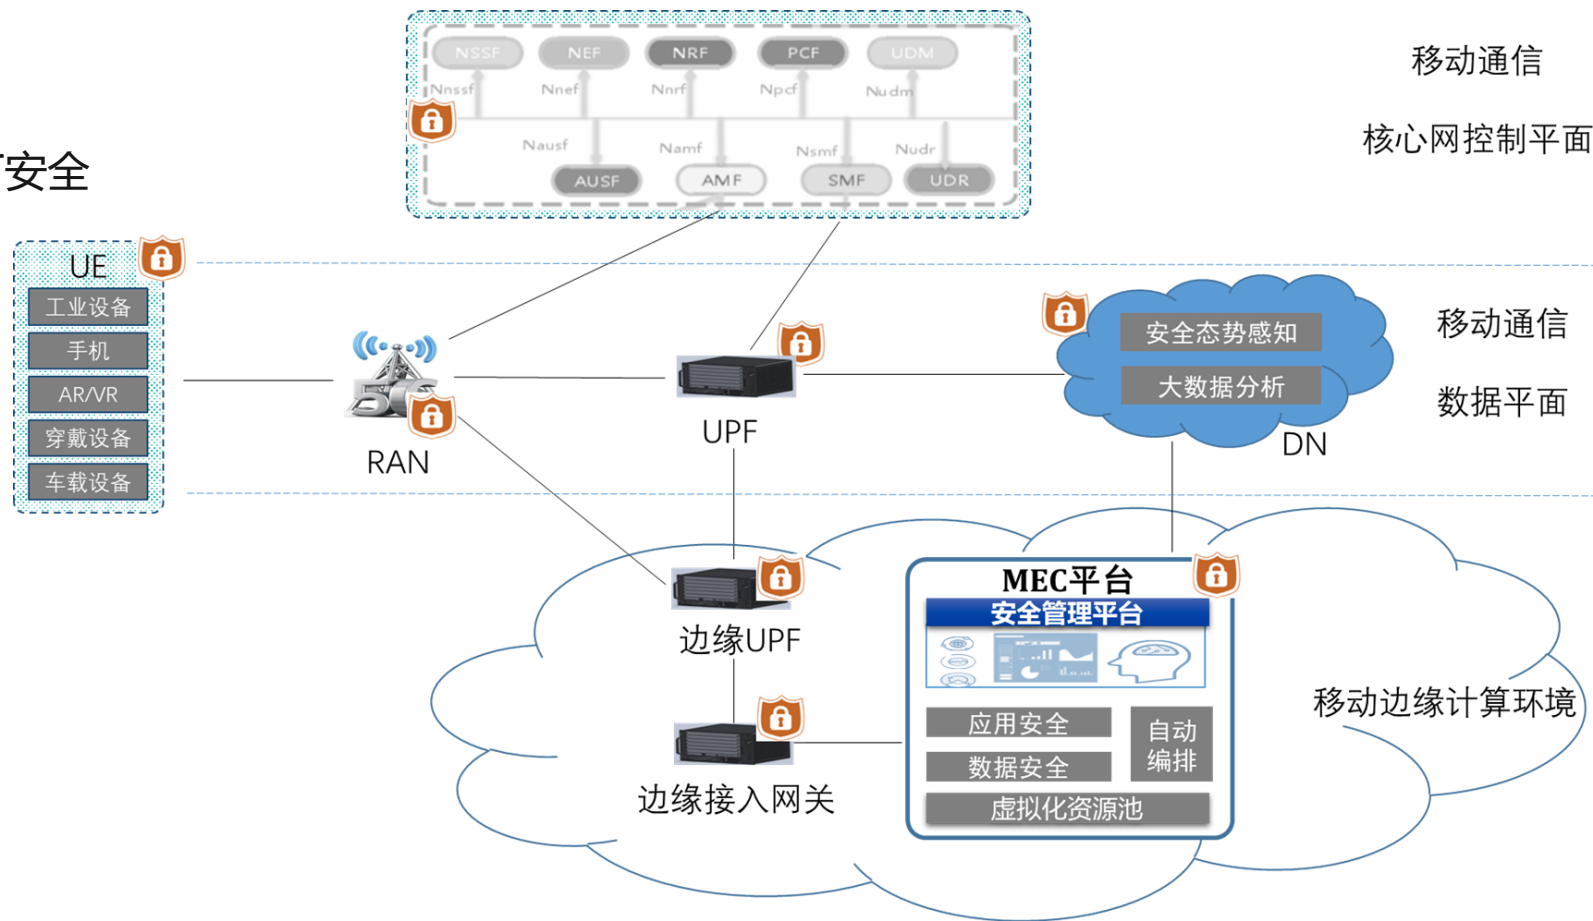 NSSF NEF NRF PCF UDM
Nnssf Nnef Nnrf Npcf Nudm
Nausf Namf Nsmf Nudr
AUSF AMF SMF UDR
移动通信
核心网控制平面
安全
UE
工业设备
手机
AR/VR
穿戴设备
车载设备
RAN
UPF
安全态势感知
大数据分析
DN
移动通信
数据平面
边缘UPF
边缘接入网关
MEC平台
安全管理平台
应用安全
数据安全
自动
编排
虚拟化资源池
移动边缘计算环境